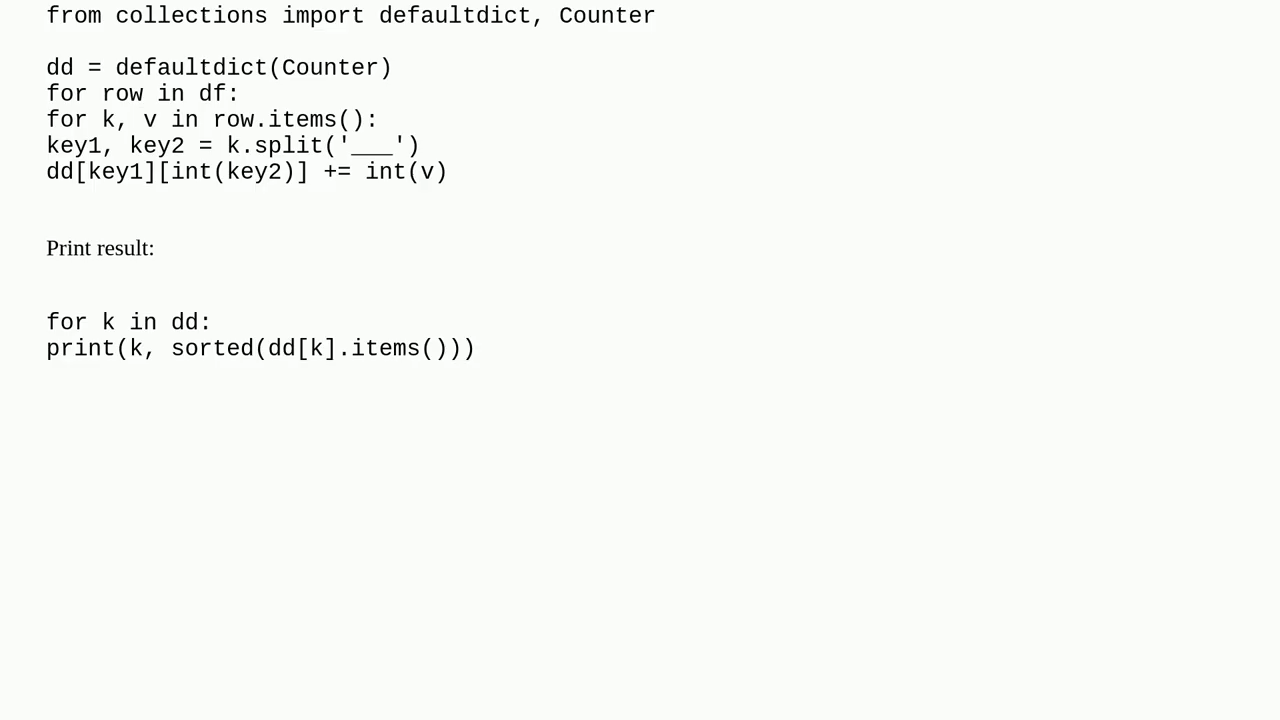 from collections import defaultdict, Counter
dd = defaultdict(Counter)
for row in df:
for k, v in row.items():
key1, key2 = k.split('___')
dd[key1][int(key2)] += int(v)
Print result:
for k in dd:
print(k, sorted(dd[k].items()))